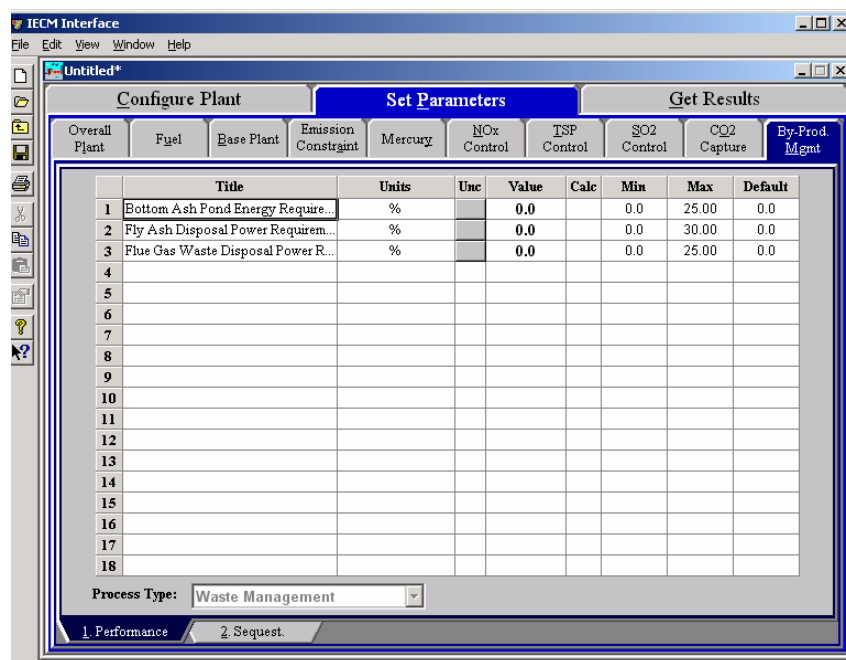 IECM Interface
File Edit View Window Help
Untitled*
Configure Plant Set Parameters Get Results
Overall Plant Fuel Base Plant Emission Constraint Mercury NOx Control TSP Control SO2 Control CO2 Capture By-Prod. Mgmt
Title Units Unc Value Calc Min Max Default
1 Bottom Ash Pond Energy Require... % 0.0 0.0 25.00 0.0
2 Fly Ash Disposal Power Requirem... % 0.0 0.0 30.00 0.0
3 Flue Gas Waste Disposal Power R... % 0.0 0.0 25.00 0.0
4
5
6
7
8
9
10
11
12
13
14
15
16
17
18
Process Type: Waste Management
1. Performance 2. Sequest.